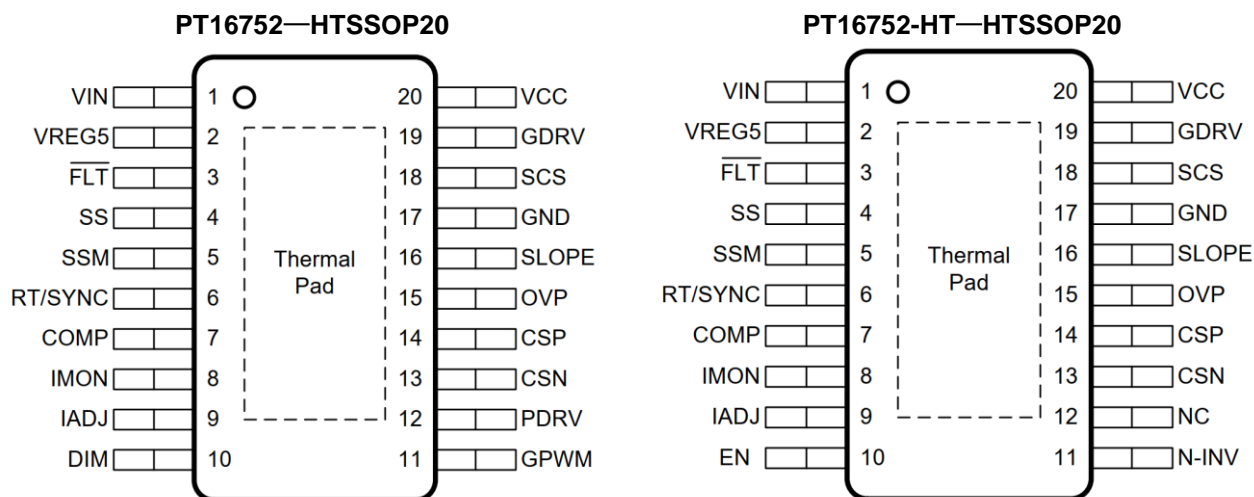 PT16752—HTSSOP20
VIN 1 20 VCC
VREG5 2 19 GDRV
FLT 3 18 SCS
SS 4 17 GND
SSM 5 16 SLOPE
RT/SYNC 6 15 OVP
COMP 7 14 CSP
IMON 8 13 CSN
IADJ 9 12 PDRV
DIM 10 11 GPWM
Thermal
Pad
PT16752-HT—HTSSOP20
VIN 1 20 VCC
VREG5 2 19 GDRV
FLT 3 18 SCS
SS 4 17 GND
SSM 5 16 SLOPE
RT/SYNC 6 15 OVP
COMP 7 14 CSP
IMON 8 13 CSN
IADJ 9 12 NC
EN 10 11 N-INV
Thermal
Pad